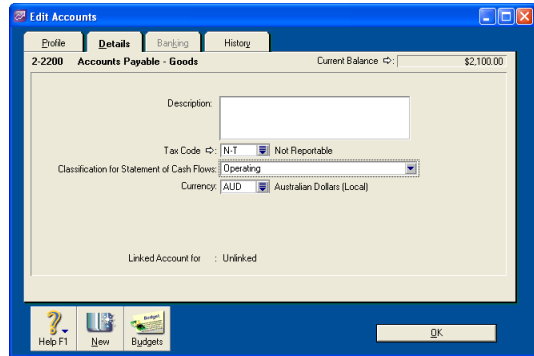 Edit Accounts
Profile Details Banking History
2-2200 Accounts Payable - Goods Current Balance ⇨: $2,100.00
Description:
Tax Code ⇨: N-T Not Reportable
Classification for Statement of Cash Flows: Operating
Currency: AUD Australian Dollars (Local)
Linked Account for : Unlinked
Budget
Help F1 New Budgets OK